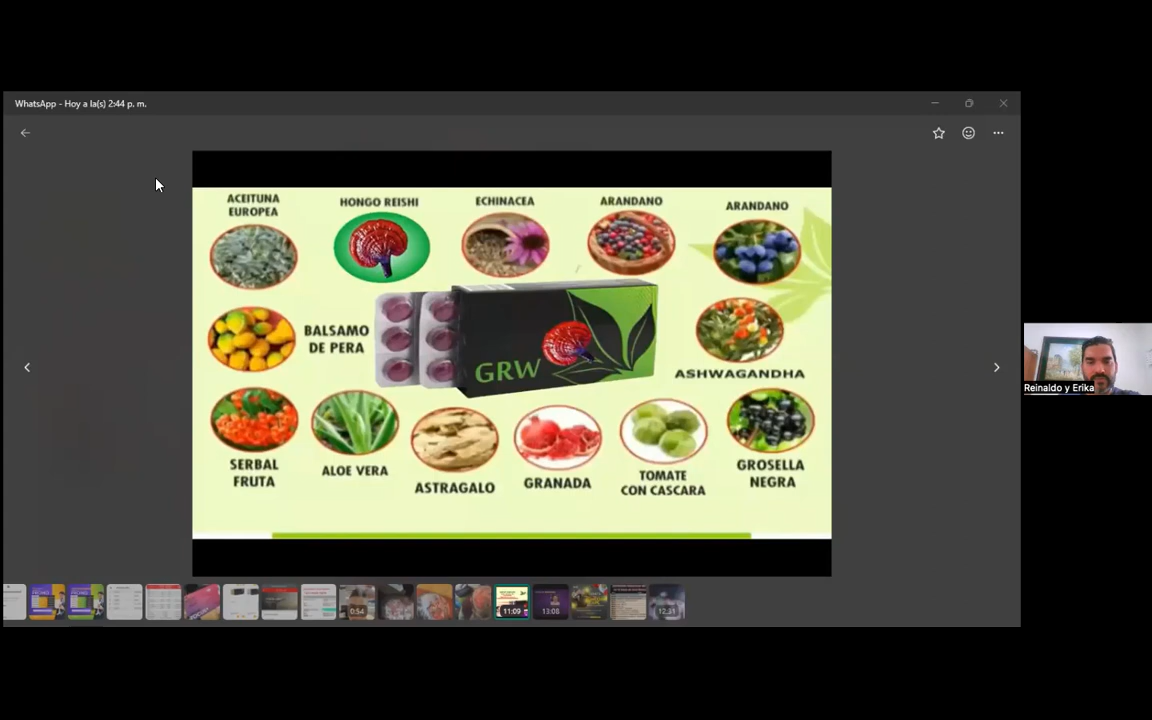 WhatsApp - Hoy a la(s) 2:44 p. m.
ACEITUNA
EUROPEA
HONGO REISHI
ECHINACEA
ARANDANO
ARANDANO
BALSAMO
DE PERA
GRW
ASHWAGANDHA
SERBAL
FRUTA
ALOE VERA
ASTRAGALO
GRANADA
TOMATE
CON CASCARA
GROSELLA
NEGRA
Reinaldo y Erika
0:54
11:09
13:08
12:31